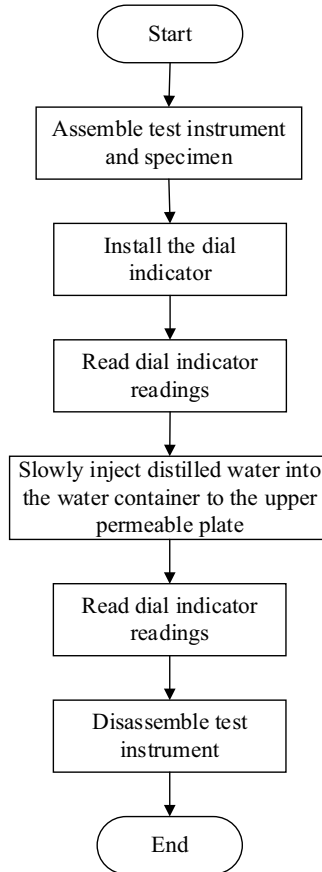 Start
Assemble test instrument
and specimen
Install the dial
indicator
Read dial indicator
readings
Slowly inject distilled water into
the water container to the upper
permeable plate
Read dial indicator
readings
Disassemble test
instrument
End